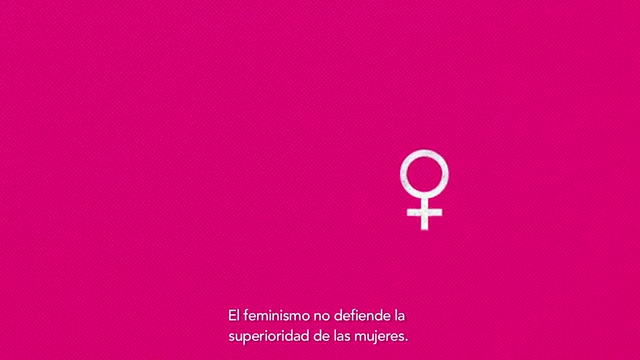 El feminismo no defiende la
superioridad de las mujeres.